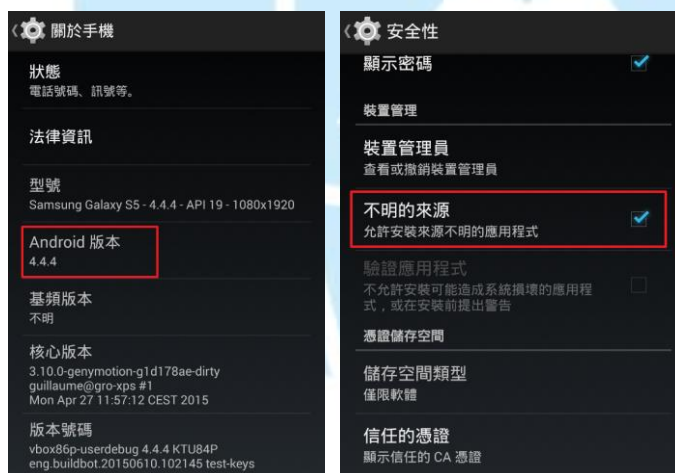 關於手機
狀態
電話號碼、訊號等。
法律資訊
型號
Samsung Galaxy S5 - 4.4.4 - API 19 - 1080x1920
Android 版本
4.4.4
基頻版本
不明
核心版本
3.10.0-genymotion-g1d178ae-dirty
guillaume@gro-xps #1
Mon Apr 27 11:57:12 CEST 2015
版本號碼
vbox86p-userdebug 4.4.4 KTU84P
eng.buildbot.20150610.102145 test-keys
安全性
顯示密碼
裝置管理
裝置管理員
查看或撤銷裝置管理員
不明的來源
允許安裝來源不明的應用程式
驗證應用程式
不允許安裝可能造成系統損壞的應用程
式，或在安裝前提出警告
憑證儲存空間
儲存空間類型
僅限軟體
信任的憑證
顯示信任的 CA 憑證